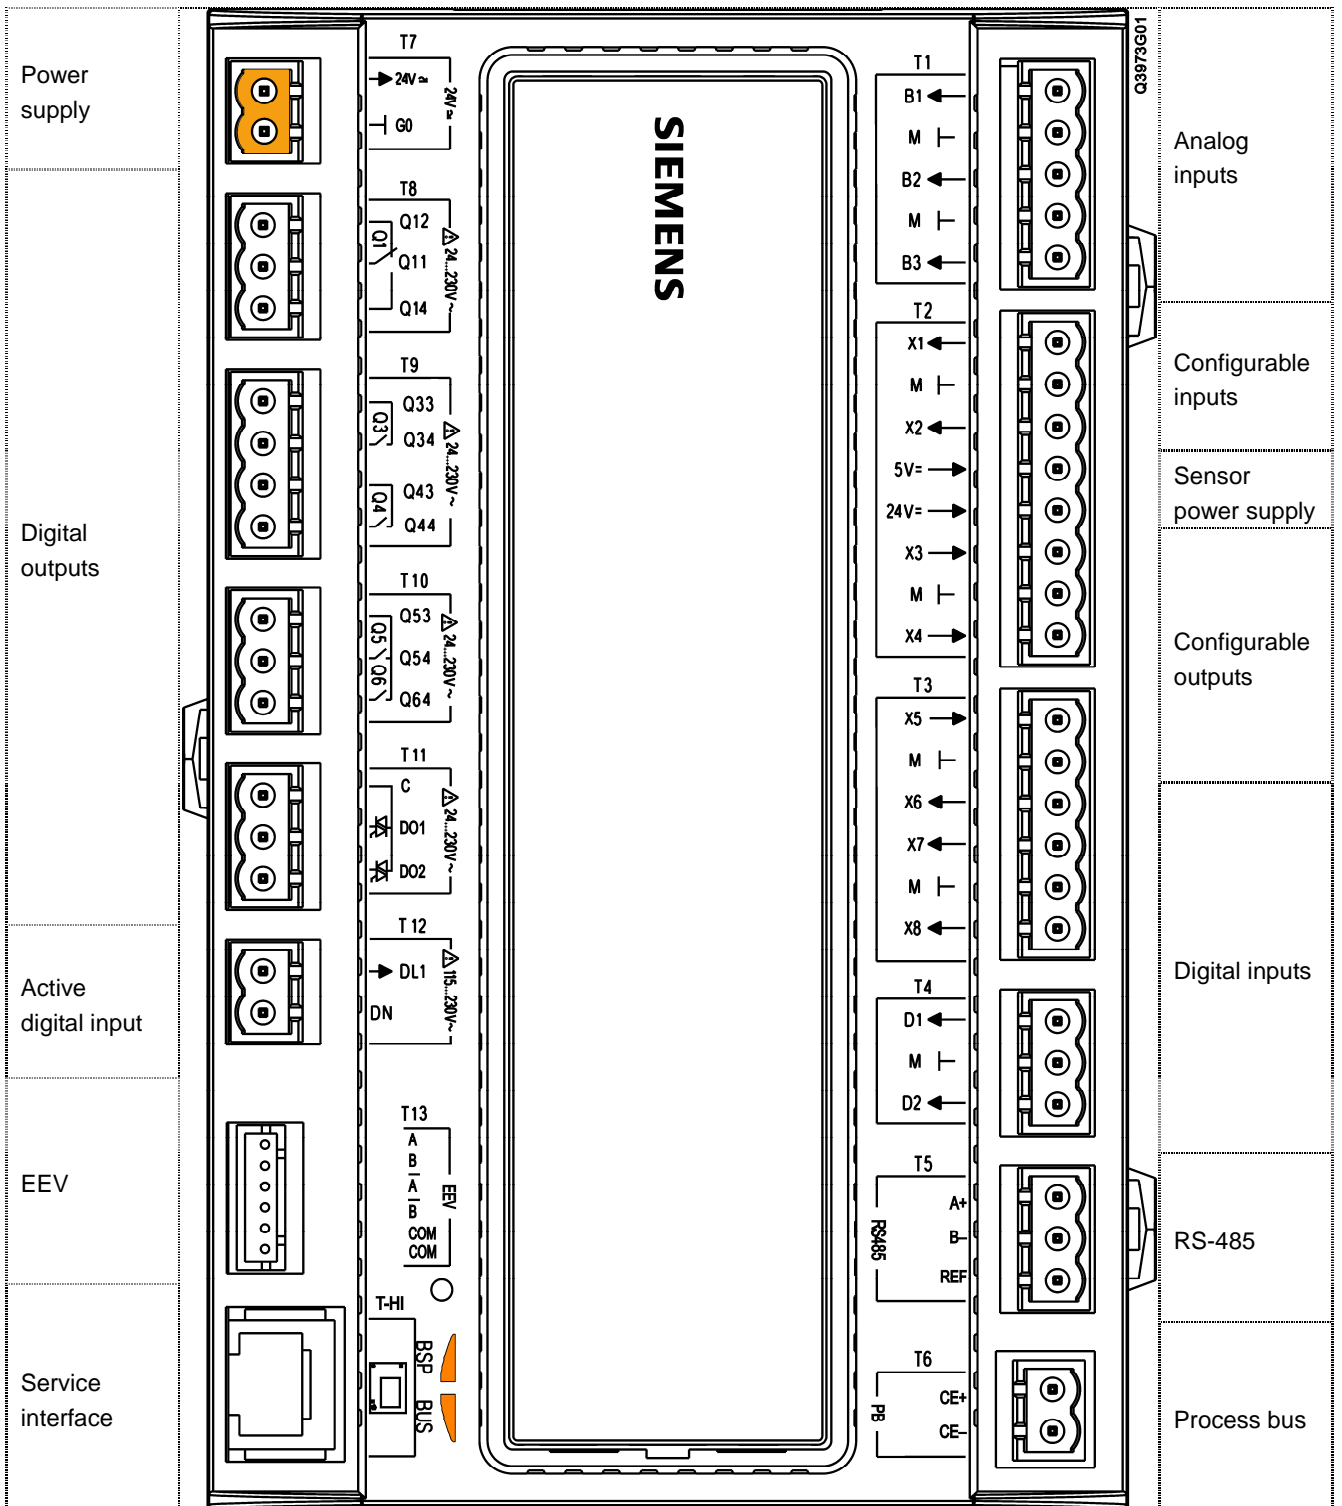 Power
supply
Digital
outputs
Active
digital input
EEV
Service
interface
T7
24V ≃
G0
24V ≃
T8
Q12
Q1
Q11
Q14
24...230V ~
T9
Q33
Q3
Q34
Q43
Q4
Q44
24...230V ~
T10
Q53
Q5
Q54
Q6
Q64
24...230V ~
T11
C
DO1
DO2
24...230V ~
T12
DL1
DN
115...230V ~
T13
A
B
A
B
COM
COM
EEV
T-HI
BSP
BUS
SIEMENS
T1
B1
M
B2
M
B3
T2
X1
M
X2
5V=
24V=
X3
M
X4
T3
X5
M
X6
X7
M
X8
T4
D1
M
D2
T5
A+
B-
REF
RS485
T6
CE+
CE-
PB
Q3973G01
Analog
inputs
Configurable
inputs
Sensor
power supply
Configurable
outputs
Digital inputs
RS-485
Process bus